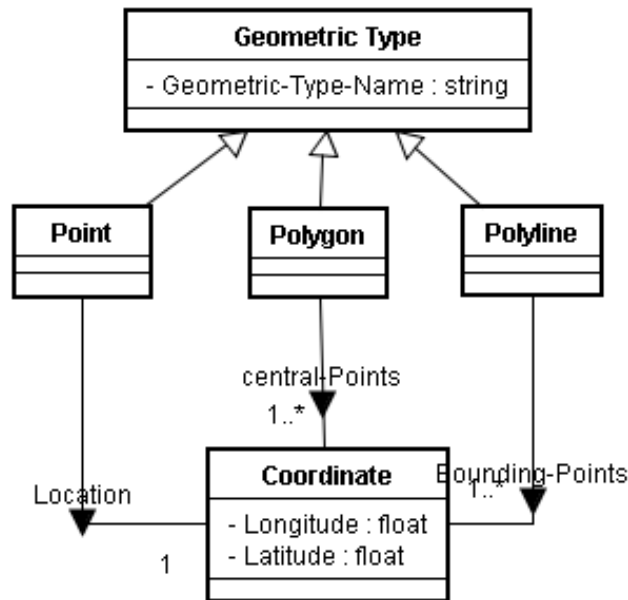 Geometric Type
- Geometric-Type-Name : string
Point
Polygon
Polyline
central-Points
1..*
Location
1
Coordinate
- Longitude : float
- Latitude : float
Bounding-Points
1..*